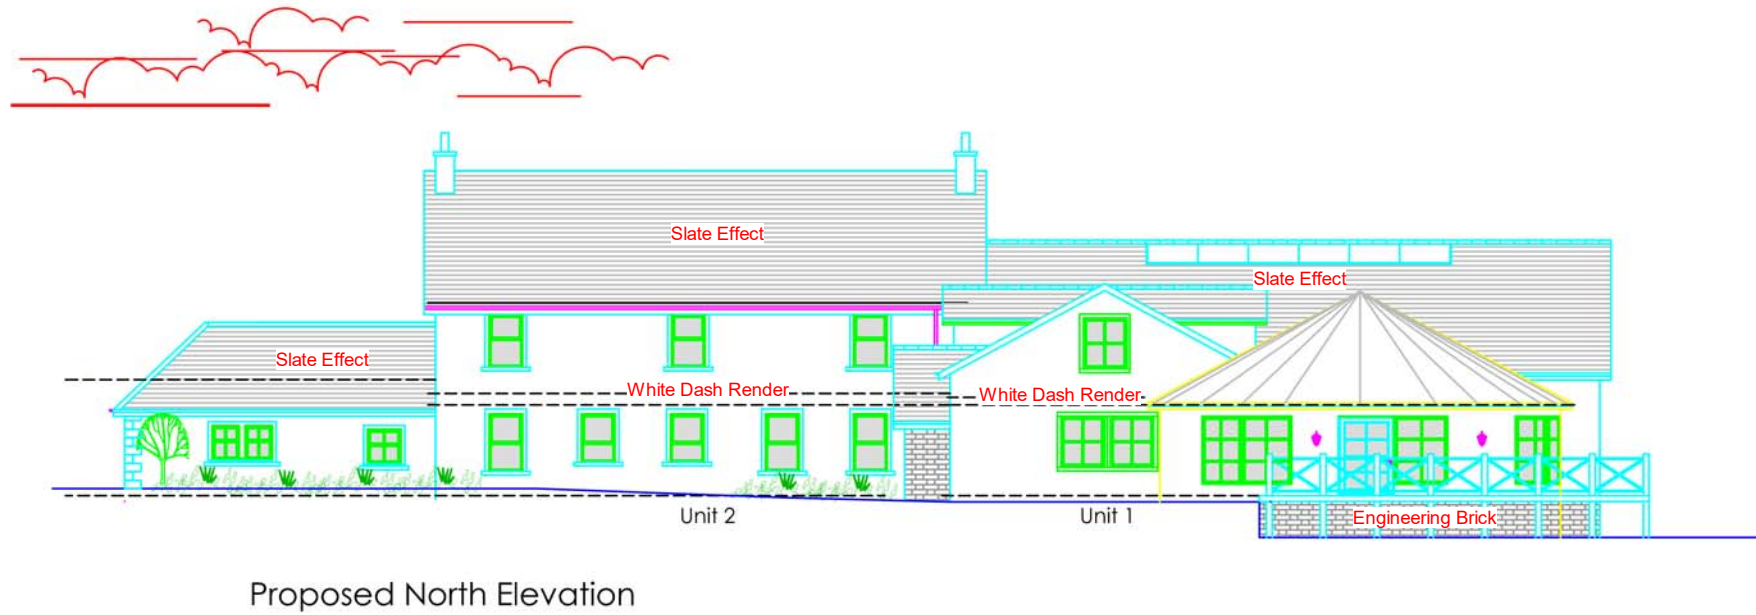 Slate Effect
Slate Effect
Slate Effect
White Dash Render
White Dash Render
Unit 2
Unit 1
Engineering Brick
Proposed North Elevation